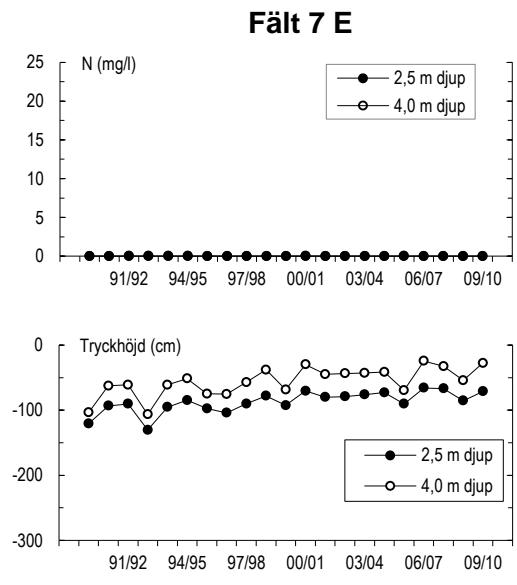 Fält 7 E
N (mg/l)
25
20
15
10
5
0
2,5 m djup
4,0 m djup
91/92 94/95 97/98 00/01 03/04 06/07 09/10
Tryckhöjd (cm)
0
-100
-200
-300
2,5 m djup
4,0 m djup
91/92 94/95 97/98 00/01 03/04 06/07 09/10